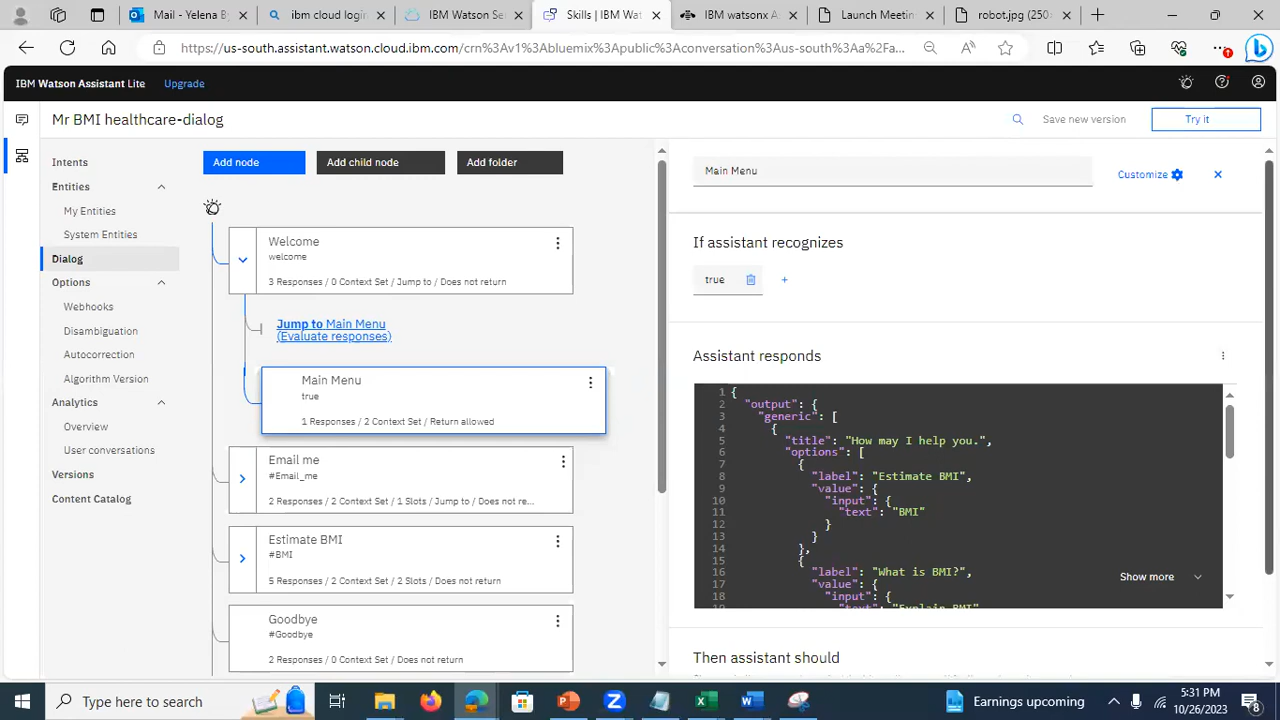 Mail - Yelena B
ibm cloud login
IBM Watson Se
Skills | IBM Wat
IBM watsonx A
Launch Meetin
robot.jpg (250×
https://us-south.assistant.watson.cloud.ibm.com/crn%3Av1%3Abluemix%3Apublic%3Aconversation%3Aus-south%3Aa%2Fa...
IBM Watson Assistant Lite
Upgrade
Mr BMI healthcare-dialog
Save new version
Try it
Intents
Entities
My Entities
System Entities
Dialog
Options
Webhooks
Disambiguation
Autocorrection
Algorithm Version
Analytics
Overview
User conversations
Versions
Content Catalog
Add node
Add child node
Add folder
Welcome
welcome
3 Responses / 0 Context Set / Jump to / Does not return
Jump to Main Menu
(Evaluate responses)
Main Menu
true
1 Responses / 2 Context Set / Return allowed
Email me
#Email_me
2 Responses / 2 Context Set / 1 Slots / Jump to / Does not re...
Estimate BMI
#BMI
5 Responses / 2 Context Set / 2 Slots / Does not return
Goodbye
#Goodbye
2 Responses / 0 Context Set / Does not return
Main Menu
Customize
If assistant recognizes
true
Assistant responds
1 {
2 "output": {
3 "generic": [
4 {
5 "title": "How may I help you.",
6 "options": [
7 {
8 "label": "Estimate BMI",
9 "value": {
10 "input": {
11 "text": "BMI"
12 }
13 }
14 },
15 {
16 "label": "What is BMI?",
17 "value": {
18 "input": {
19 "text": "Explain BMI"
Show more
Then assistant should
Type here to search
Earnings upcoming
5:31 PM
10/26/2023
8